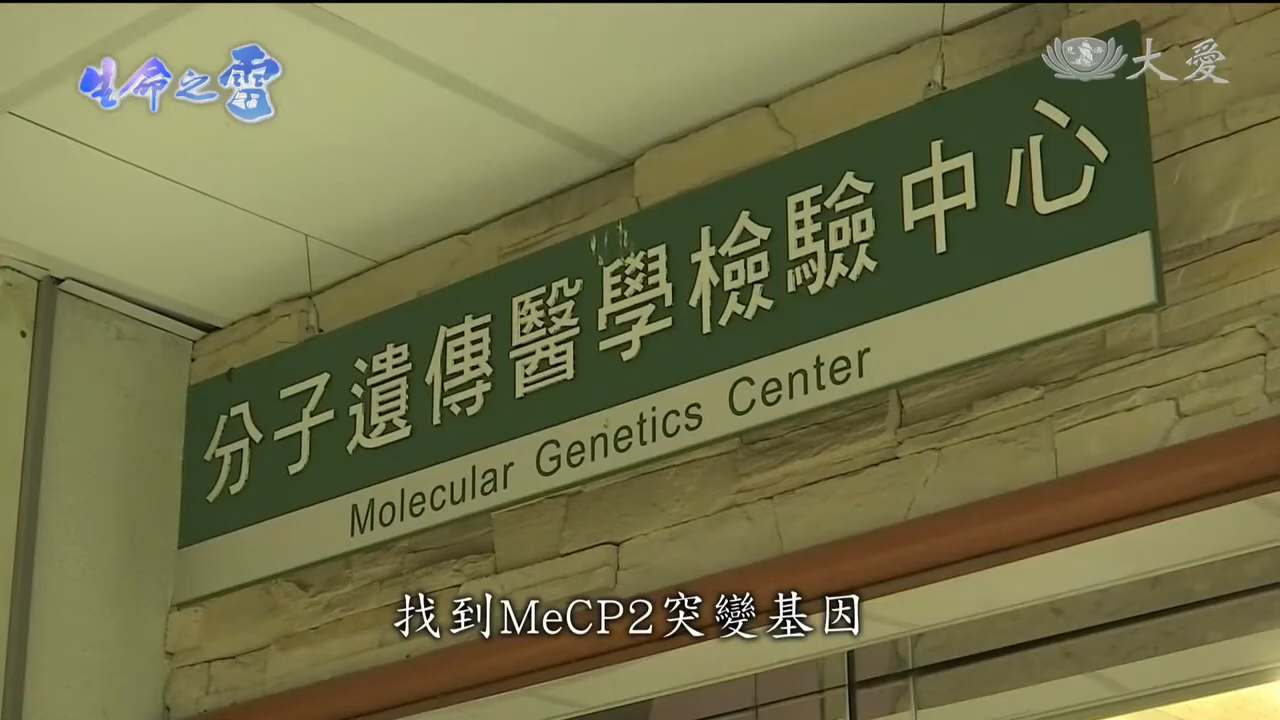 生命之雷
大愛
分子遺傳醫學檢驗中心
Molecular Genetics Center
找到MeCP2突變基因